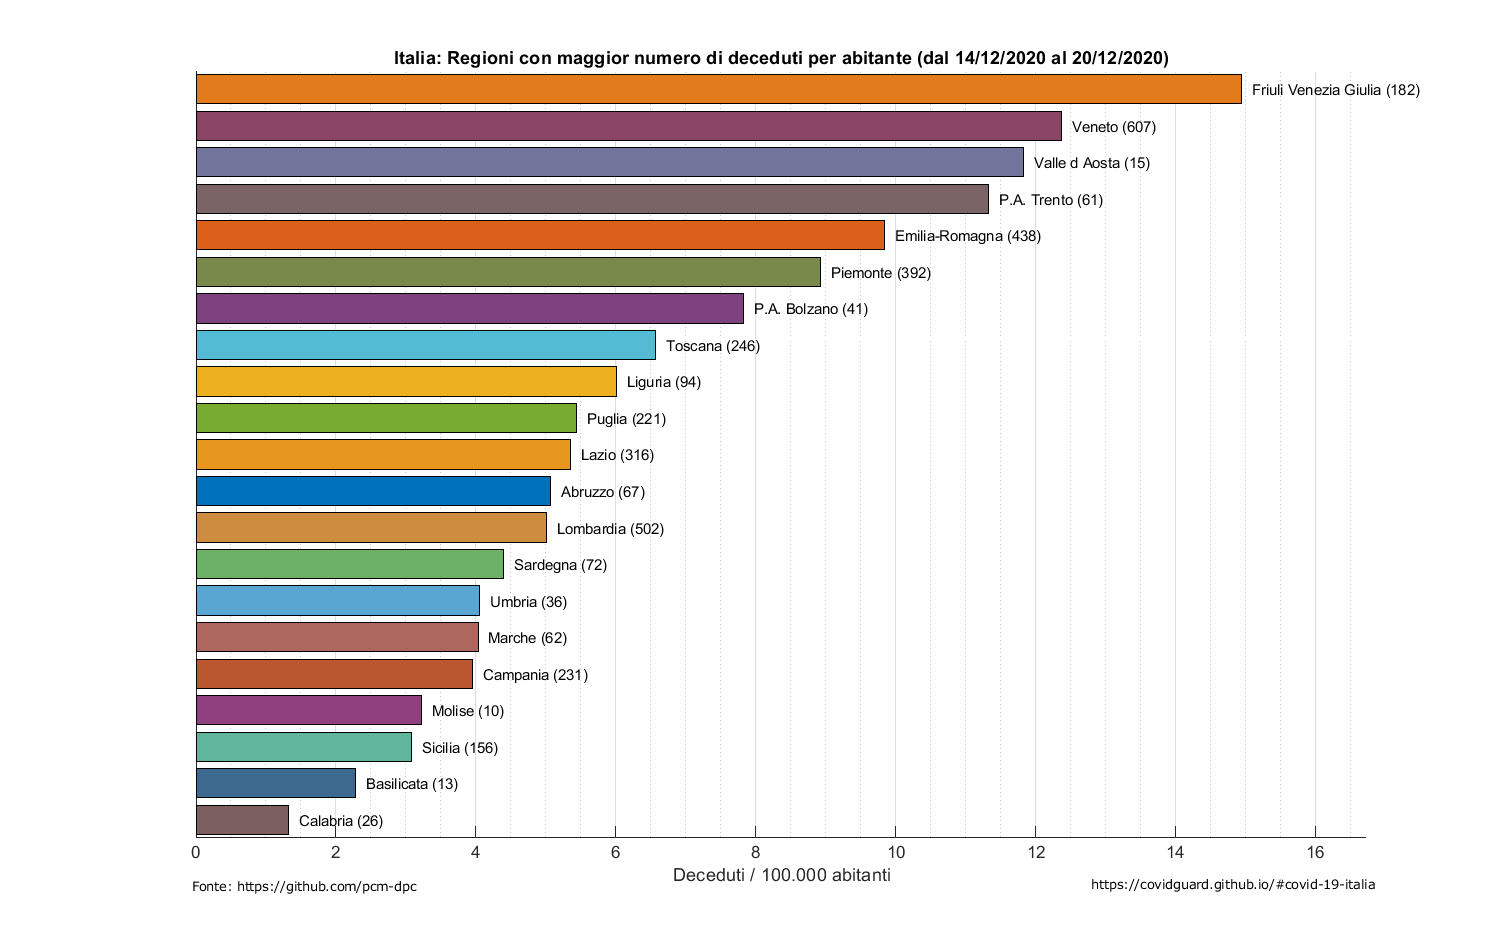 Italia: Regioni con maggior numero di deceduti per abitante (dal 14/12/2020 al 20/12/2020)
Friuli Venezia Giulia (182)
Veneto (607)
Valle d Aosta (15)
P.A. Trento (61)
Emilia-Romagna (438)
Piemonte (392)
P.A. Bolzano (41)
Toscana (246)
Liguria (94)
Puglia (221)
Lazio (316)
Abruzzo (67)
Lombardia (502)
Sardegna (72)
Umbria (36)
Marche (62)
Campania (231)
Molise (10)
Sicilia (156)
Basilicata (13)
Calabria (26)
0 2 4 6 8 10 12 14 16
Deceduti / 100.000 abitanti
Fonte: https://github.com/pcm-dpc
https://covidguard.github.io/#covid-19-italia